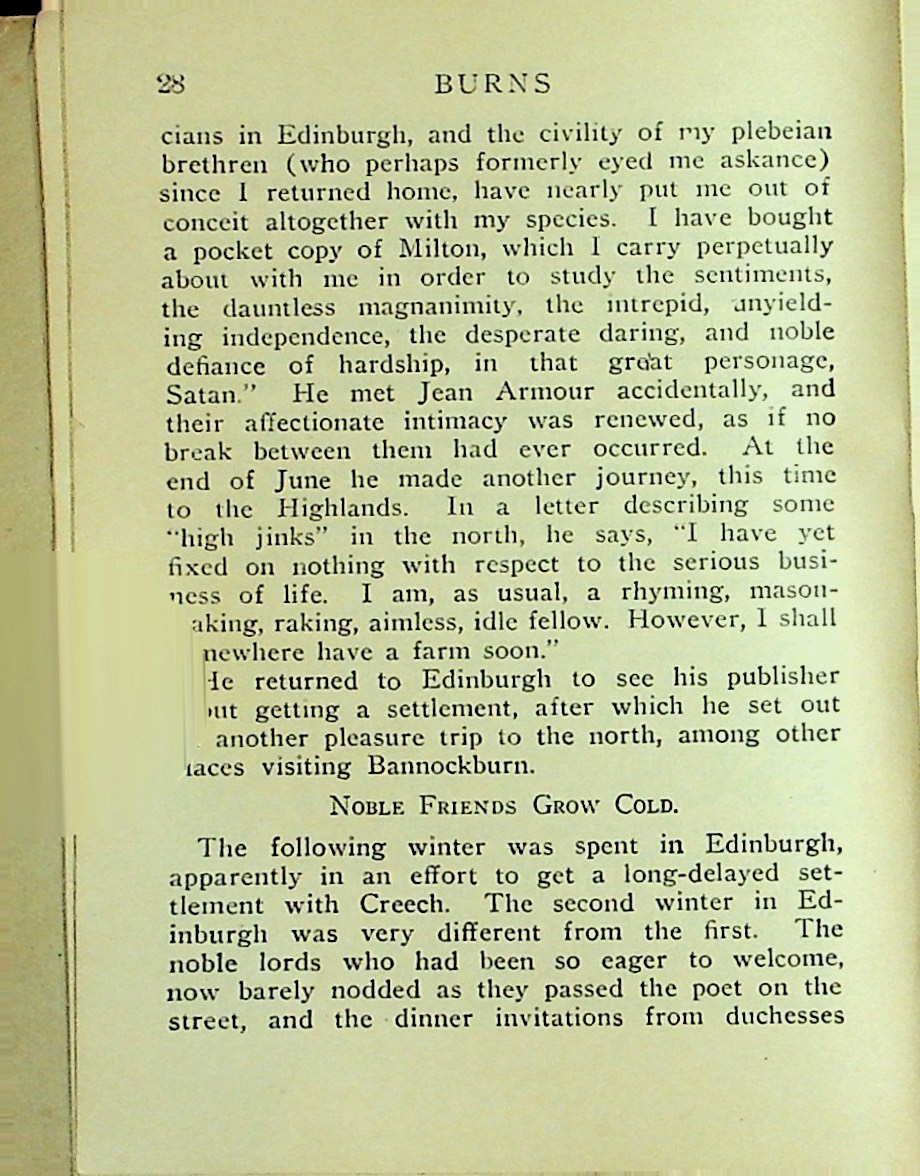 28 BURNS
cians in Edinburgh, and the civility of my plebeian
brethren (who perhaps formerly eyed me askance)
since I returned home, have nearly put me out of
conceit altogether with my species. I have bought
a pocket copy of Milton, which I carry perpetually
about with me in order to study the sentiments,
the dauntless magnanimity, the intrepid, unyield-
ing independence, the desperate daring, and noble
defiance of hardship, in that great personage,
Satan." He met Jean Armour accidentally, and
their affectionate intimacy was renewed, as if no
break between them had ever occurred. At the
end of June he made another journey, this time
to the Highlands. In a letter describing some
"high jinks" in the north, he says, "I have yet
fixed on nothing with respect to the serious busi-
ness of life. I am, as usual, a rhyming, mason-
aking, raking, aimless, idle fellow. However, I shall
newhere have a farm soon."
He returned to Edinburgh to see his publisher
out getting a settlement, after which he set out
another pleasure trip to the north, among other
laces visiting Bannockburn.
NOBLE FRIENDS GROW COLD.
The following winter was spent in Edinburgh,
apparently in an effort to get a long-delayed set-
tlement with Creech. The second winter in Ed-
inburgh was very different from the first. The
noble lords who had been so eager to welcome,
now barely nodded as they passed the poet on the
street, and the dinner invitations from duchesses